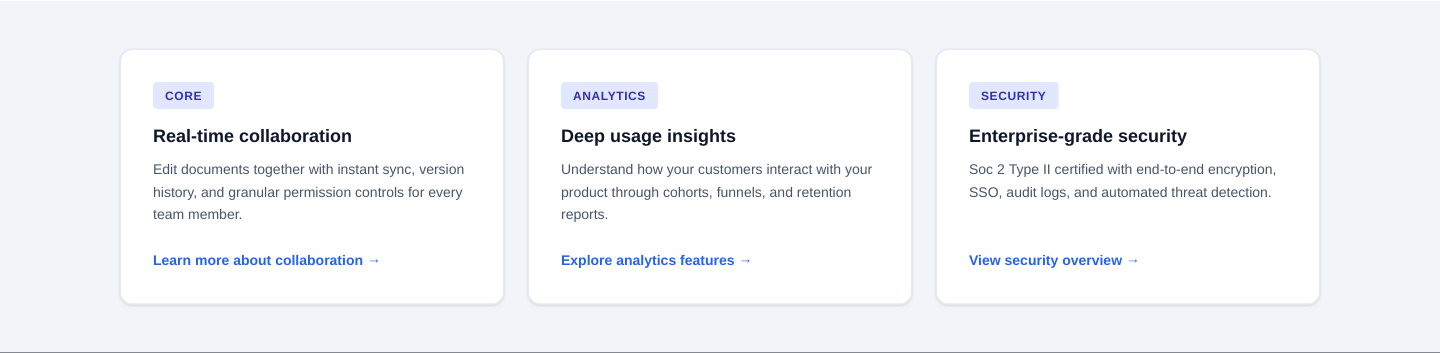 CORE
Real-time collaboration
Edit documents together with instant sync, version
history, and granular permission controls for every
team member.
Learn more about collaboration →
ANALYTICS
Deep usage insights
Understand how your customers interact with your
product through cohorts, funnels, and retention
reports.
Explore analytics features →
SECURITY
Enterprise-grade security
Soc 2 Type II certified with end-to-end encryption,
SSO, audit logs, and automated threat detection.
View security overview →